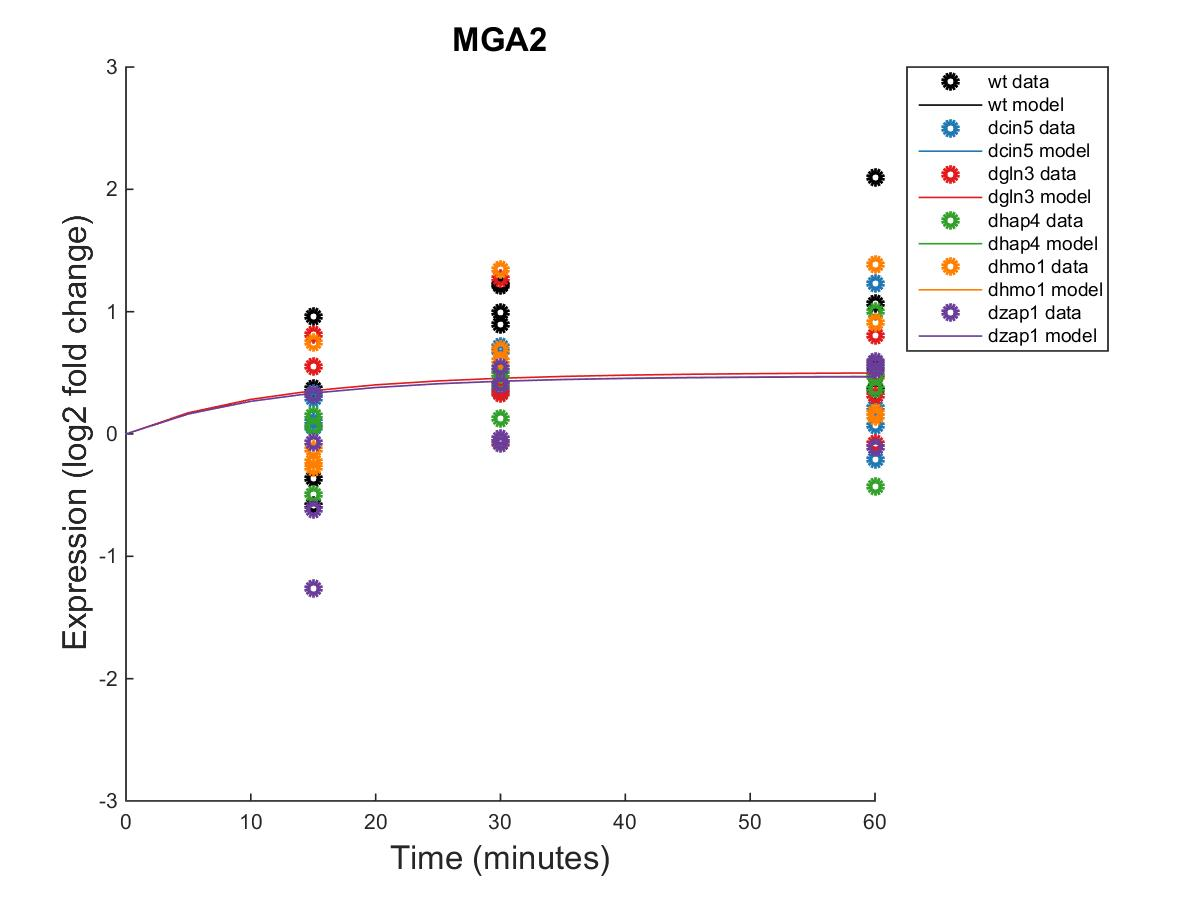 MGA2
3
2
1
0
-1
-2
-3
Expression (log2 fold change)
0 10 20 30 40 50 60
Time (minutes)
wt data
wt model
dcin5 data
dcin5 model
dgln3 data
dgln3 model
dhap4 data
dhap4 model
dhmo1 data
dhmo1 model
dzap1 data
dzap1 model